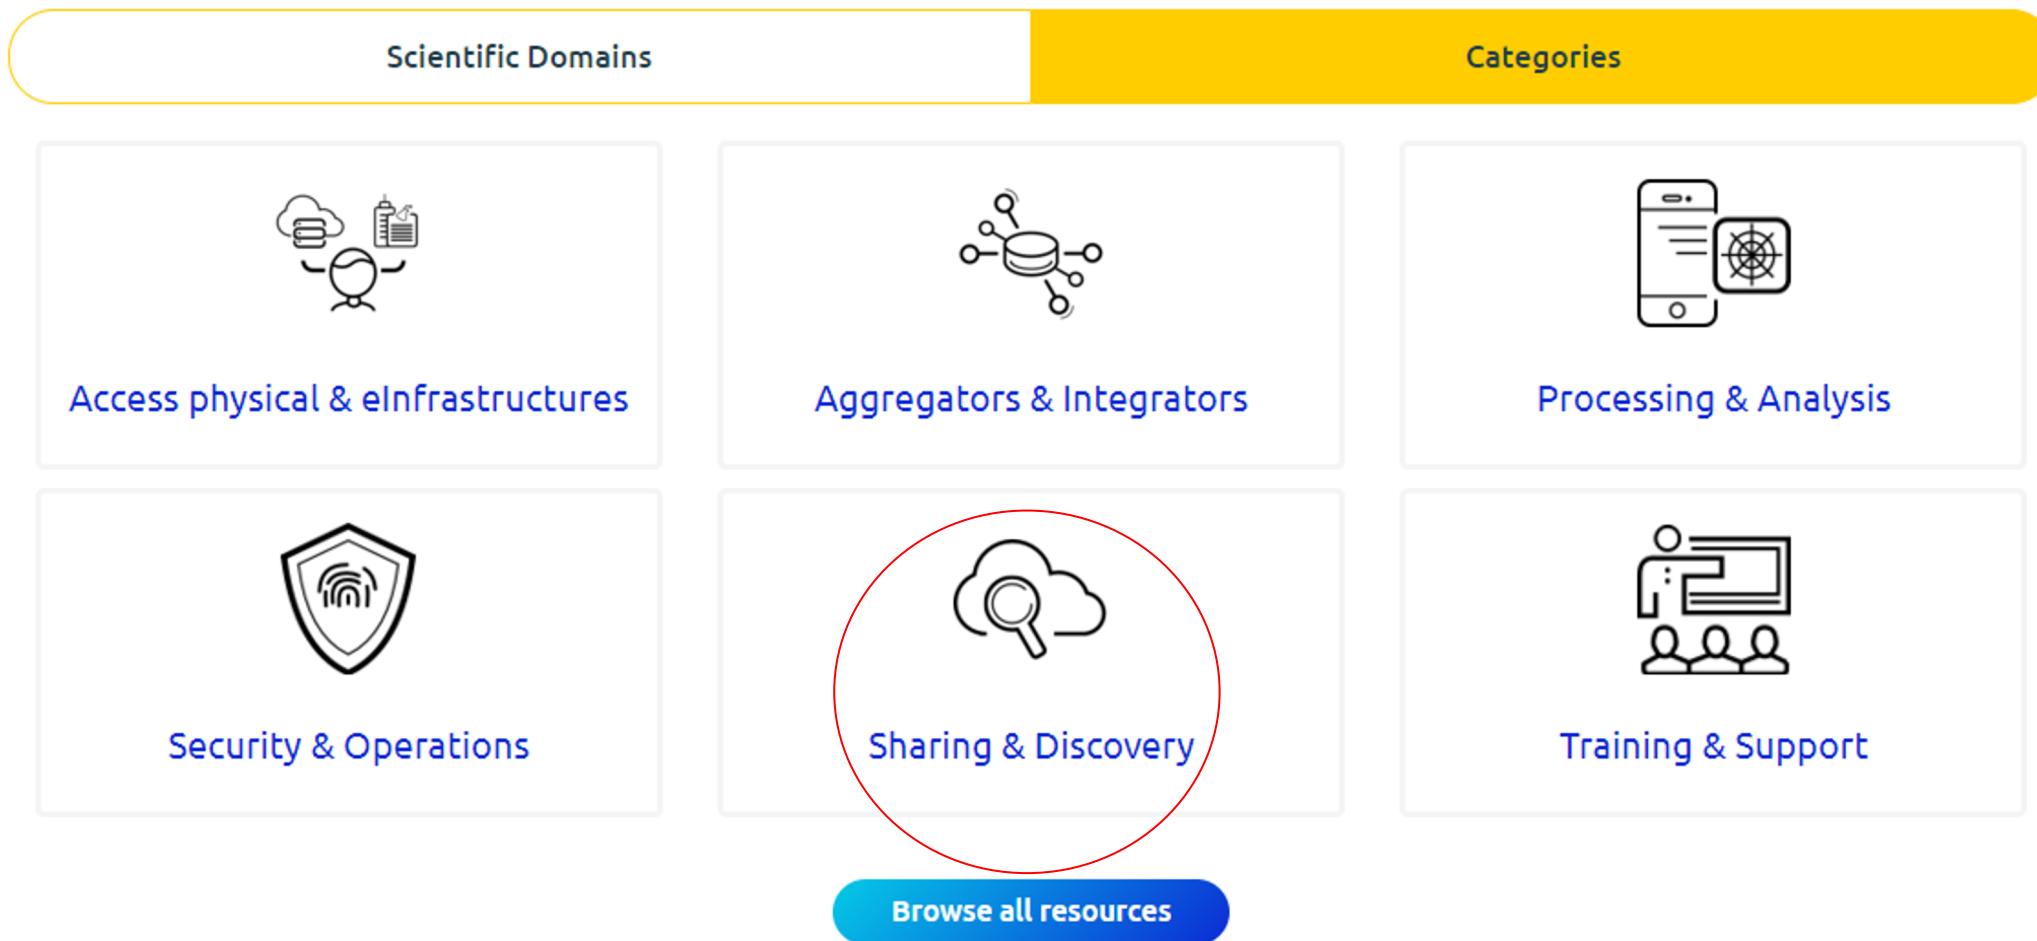 Scientific Domains
Categories
Access physical & eInfrastructures
Aggregators & Integrators
Processing & Analysis
Security & Operations
Sharing & Discovery
Training & Support
Browse all resources